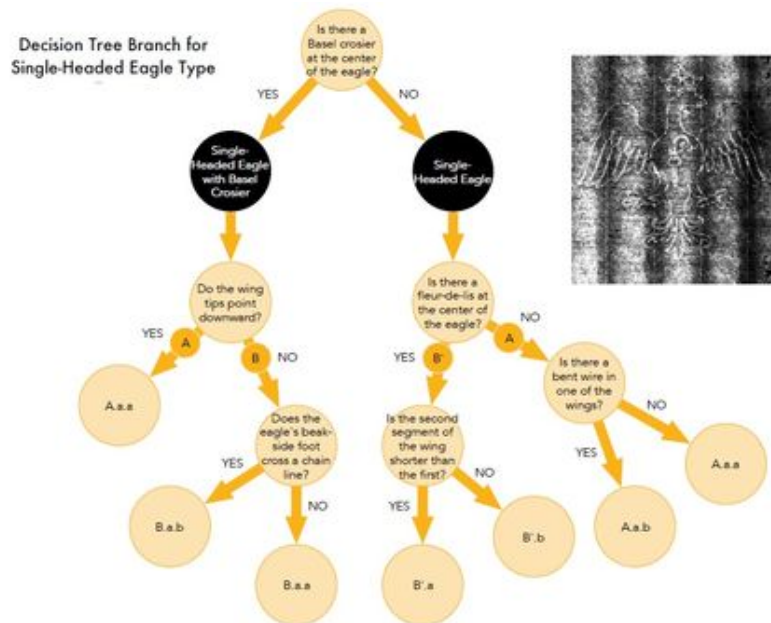 Decision Tree Branch for
Single-Headed Eagle Type
Is there a
Basel crosier
at the center
of the eagle?
YES
NO
Single-
Headed Eagle
with Basel
Crosier
Single-
Headed Eagle
Do the wing
tips point
downward?
Is there a
fleur-de-lis at
the center of
the eagle?
YES
A
B
NO
YES
B'
A
NO
A.a.a
Is there a
bent wire in
one of the
wings?
Does the
eagle's beak-
side foot
cross a chain
line?
Is the second
segment of
the wing
shorter than
the first?
YES
NO
YES
NO
YES
NO
B.a.b
B.a.a
B'.a
B'.b
A.a.b
A.a.a